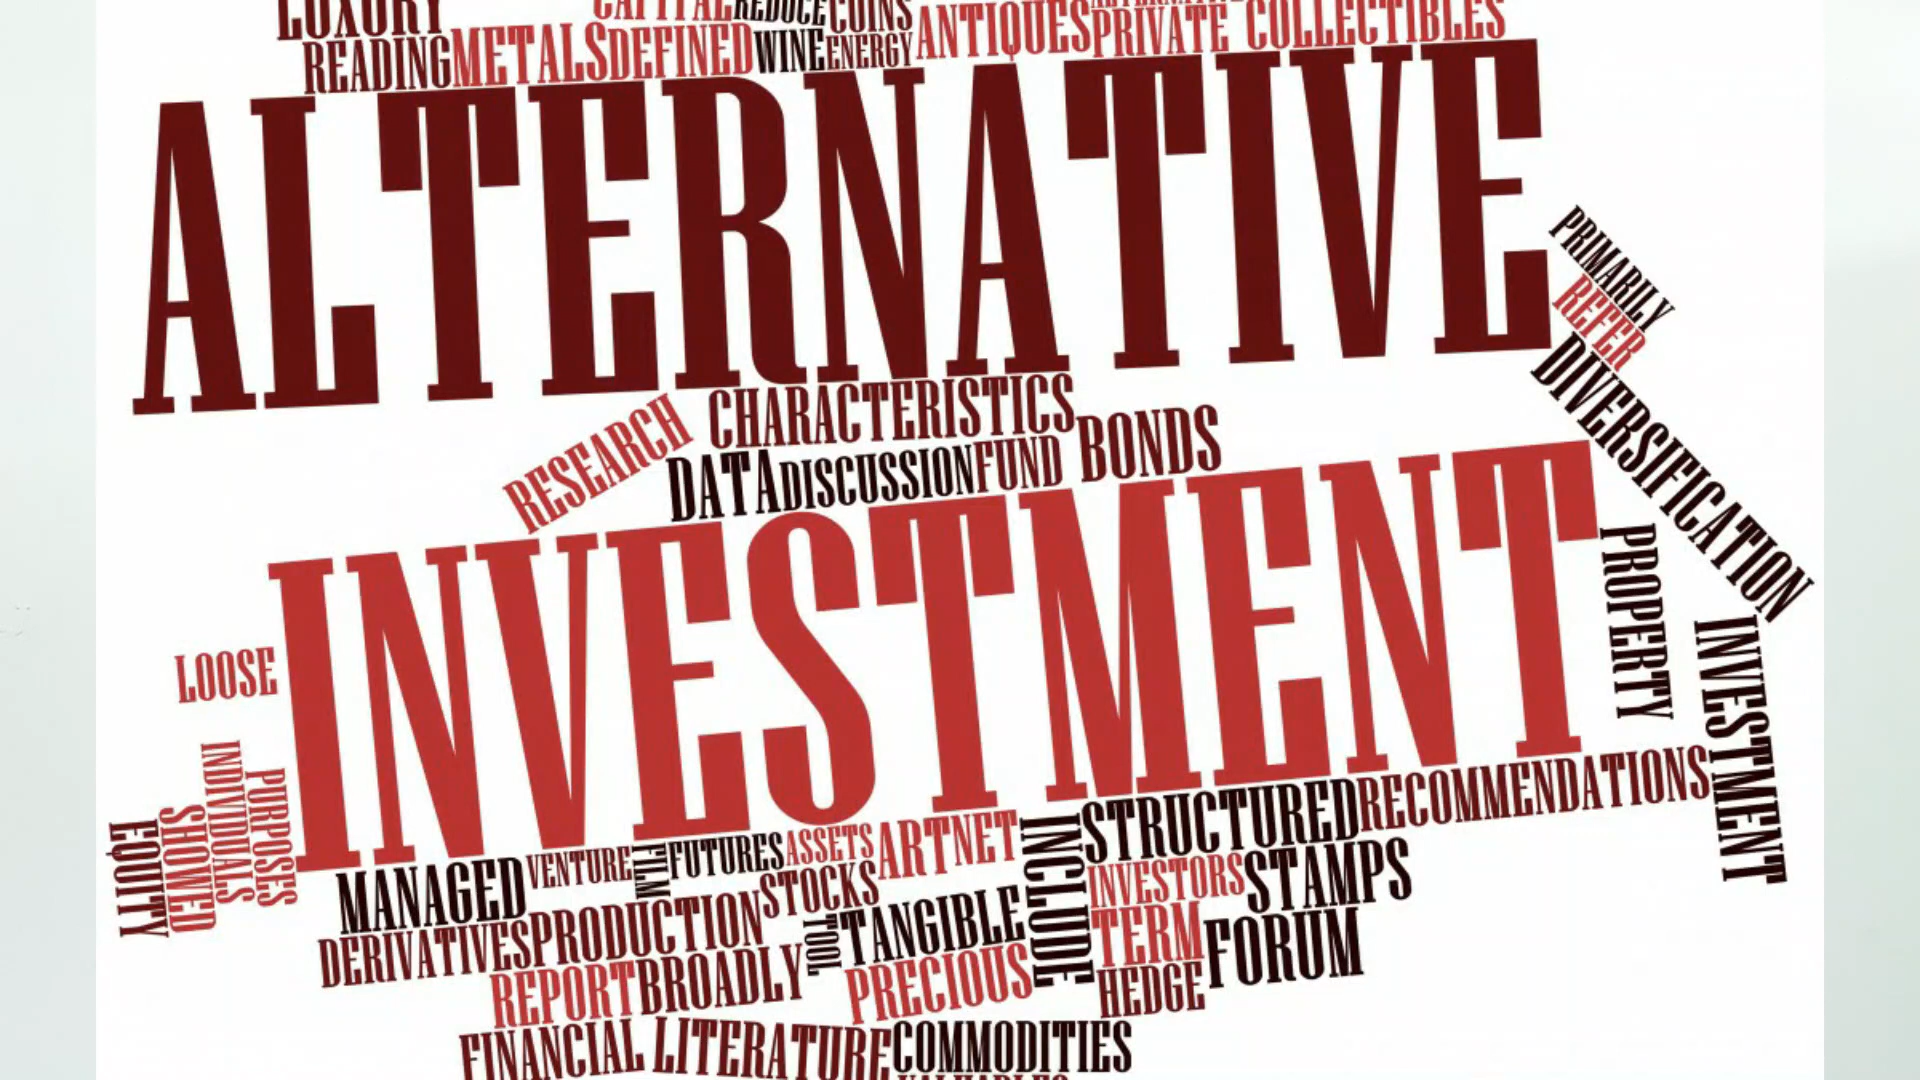 LUXURY CAPITAL REDUCE COINS
READING METALS DEFINED WINE ENERGY ANTIQUES PRIVATE COLLECTIBLES
ALTERNATIVE
PRIMARILY
REFER
DIVERSIFICATION
RESEARCH CHARACTERISTICS
DATA DISCUSSION FUND BONDS
INVESTMENT
PROPERTY
INVESTMENT
LOOSE
INDIVIDUALS
PURPOSES
SHOWED
EQUITY
STRUCTURED RECOMMENDATIONS
MANAGED VENTURE FILM FUTURES ASSETS ARTNET INCLUDE
INVESTORS STAMPS
DERIVATIVES PRODUCTION STOCKS
TOOL TANGIBLE TERM FORUM
REPORT BROADLY PRECIOUS HEDGE
FINANCIAL LITERATURE COMMODITIES